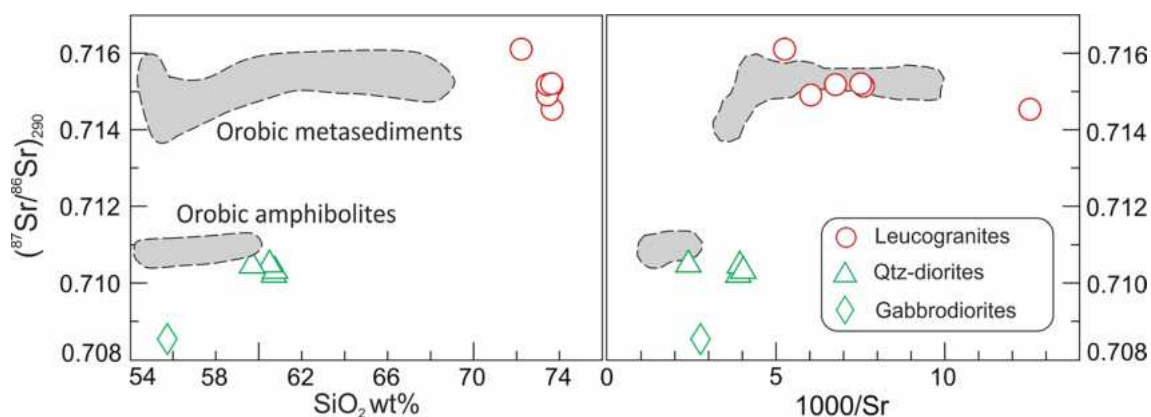 0.716
0.714
0.712
0.710
0.708
(⁸⁷Sr/⁸⁶Sr)₂₉₀
Orobic metasediments
Orobic amphibolites
54 58 62 66 70 74
SiO₂ wt%
0.716
0.714
0.712
0.710
0.708
Leucogranites
Qtz-diorites
Gabbrodiorites
0 5 10
1000/Sr